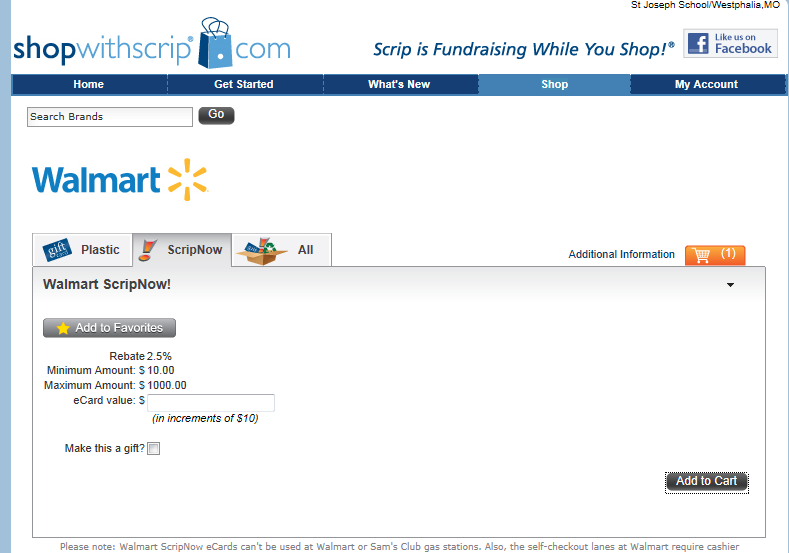 St Joseph School/Westphalia,MO
shopwithscrip® com
Scrip is Fundraising While You Shop!®
Like us on
Facebook
Home Get Started What's New Shop My Account
Search Brands Go
Walmart
gift card Plastic ScripNow All
Additional Information (1)
Walmart ScripNow!
Add to Favorites
Rebate 2.5%
Minimum Amount: $ 10.00
Maximum Amount: $ 1000.00
eCard value: $
(in increments of $10)
Make this a gift?
Add to Cart
Please note: Walmart ScripNow eCards can't be used at Walmart or Sam's Club gas stations. Also, the self-checkout lanes at Walmart require cashier